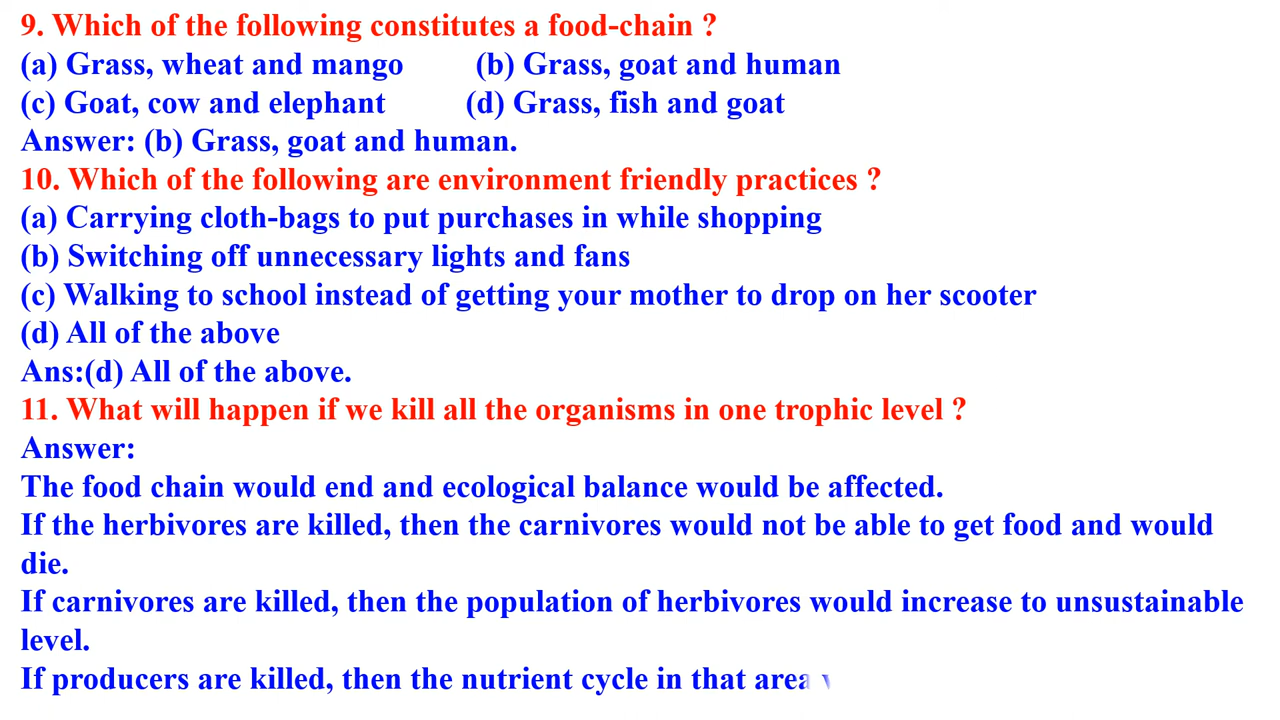 9. Which of the following constitutes a food-chain ?
(a) Grass, wheat and mango (b) Grass, goat and human
(c) Goat, cow and elephant (d) Grass, fish and goat
Answer: (b) Grass, goat and human.
10. Which of the following are environment friendly practices ?
(a) Carrying cloth-bags to put purchases in while shopping
(b) Switching off unnecessary lights and fans
(c) Walking to school instead of getting your mother to drop on her scooter
(d) All of the above
Ans:(d) All of the above.
11. What will happen if we kill all the organisms in one trophic level ?
Answer:
The food chain would end and ecological balance would be affected.
If the herbivores are killed, then the carnivores would not be able to get food and would
die.
If carnivores are killed, then the population of herbivores would increase to unsustainable
level.
If producers are killed, then the nutrient cycle in that area